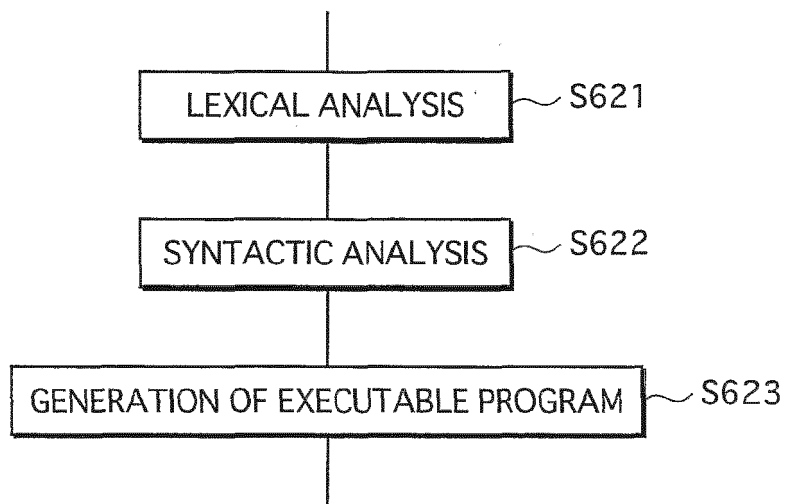 LEXICAL ANALYSIS S621
SYNTACTIC ANALYSIS S622
GENERATION OF EXECUTABLE PROGRAM S623